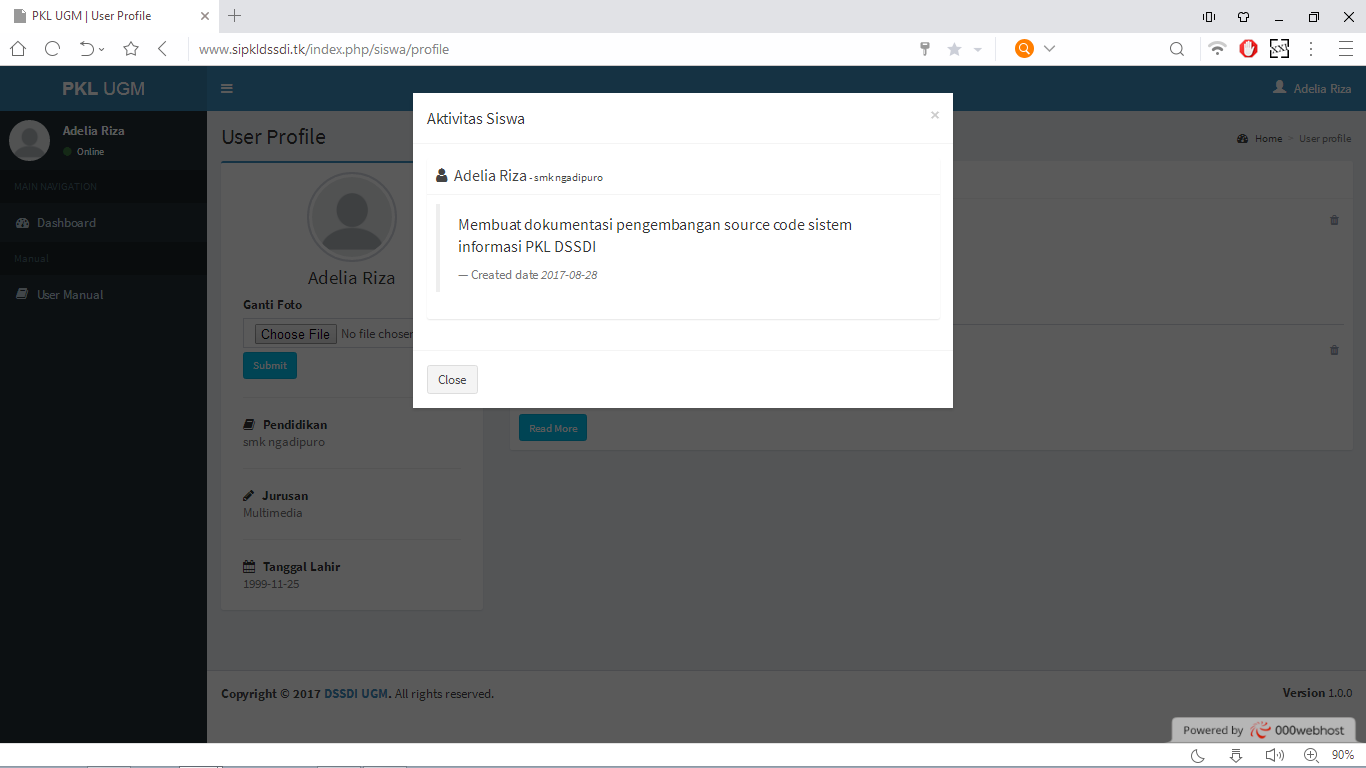 PKL UGM | User Profile
www.sipkldssdi.tk/index.php/siswa/profile
PKL UGM
Adelia Riza
Adelia Riza
Online
MAIN NAVIGATION
Dashboard
Manual
User Manual
User Profile
Home > User profile
Adelia Riza
Ganti Foto
Choose File No file chosen
Submit
Pendidikan
smk ngadipuro
Jurusan
Multimedia
Tanggal Lahir
1999-11-25
Aktivitas Siswa
×
Adelia Riza - smk ngadipuro
Membuat dokumentasi pengembangan source code sistem
informasi PKL DSSDI
— Created date 2017-08-28
Close
Read More
Copyright © 2017 DSSDI UGM. All rights reserved.
Version 1.0.0
Powered by 000webhost
90%